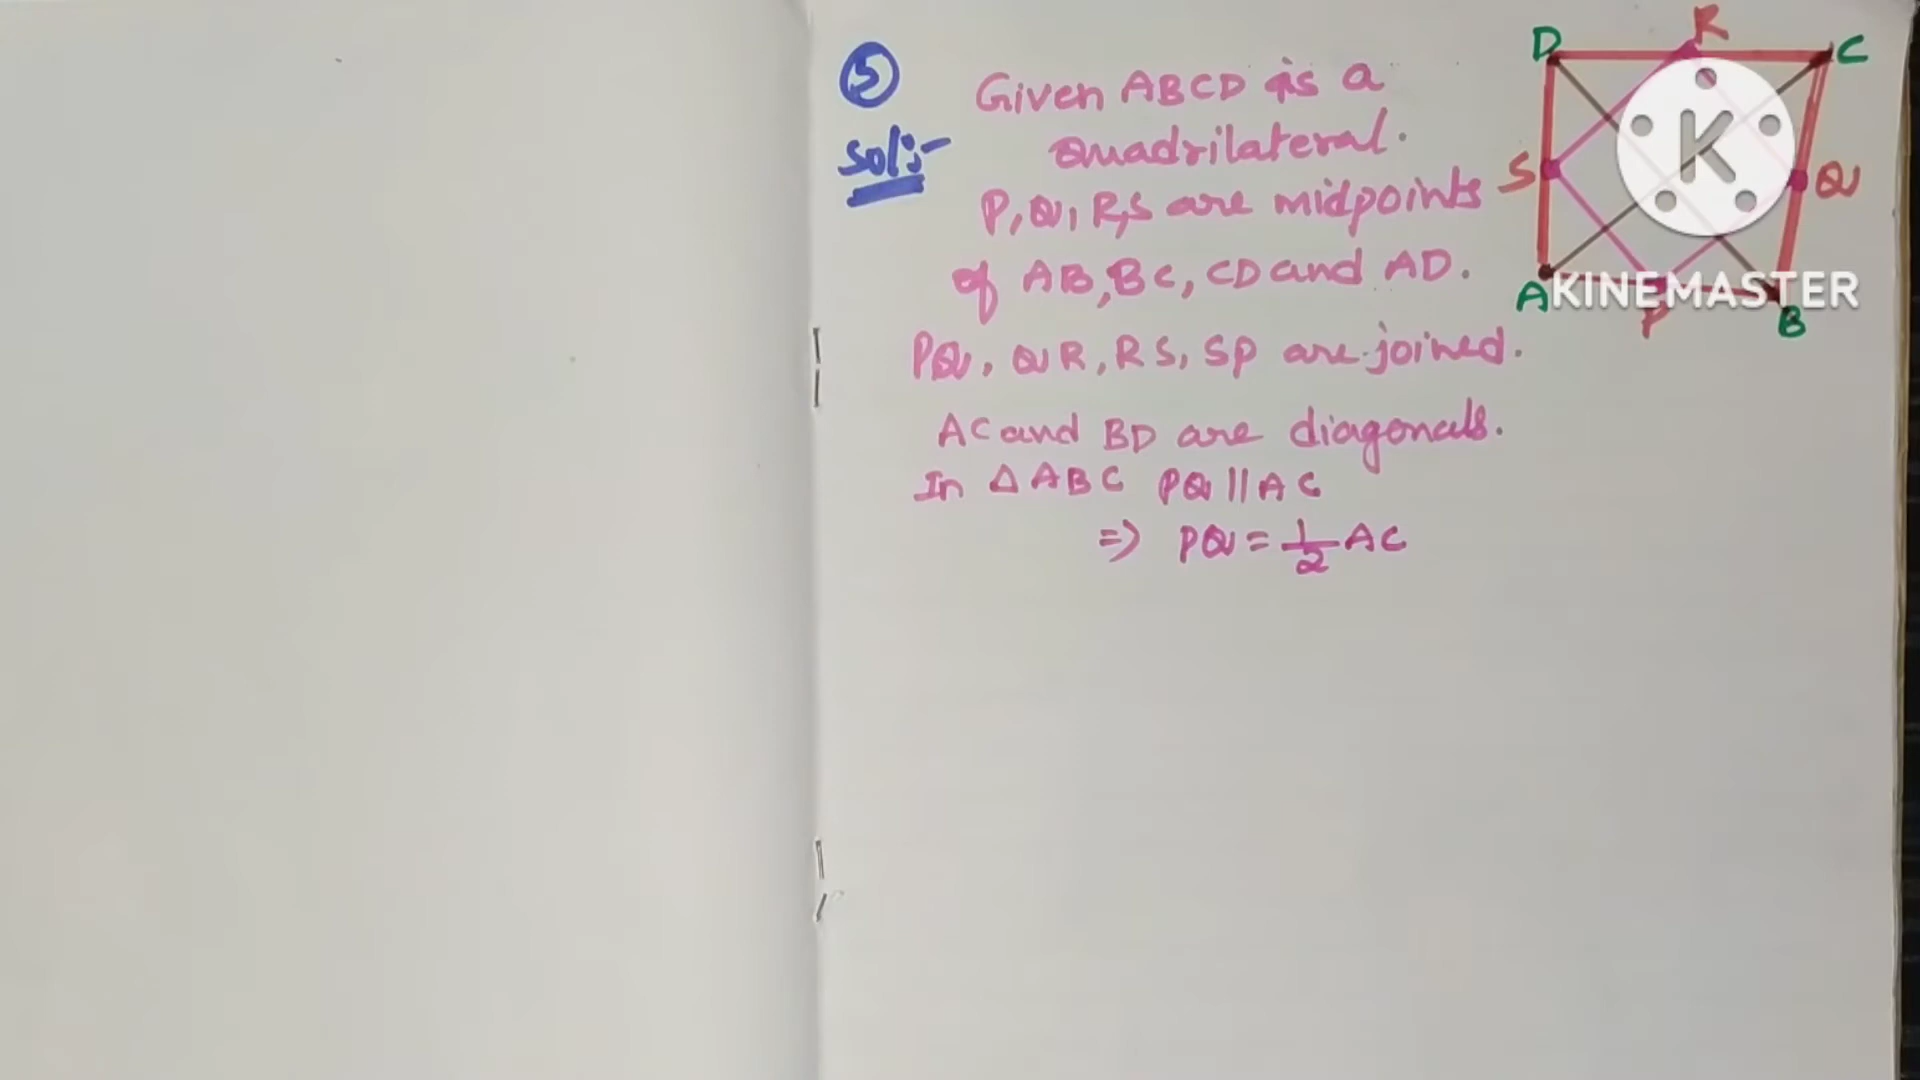 5
Sol:-
Given ABCD is a
Quadrilateral.
P, Q, R, S are midpoints
of AB, BC, CD and AD.
PQ, QR, RS, SP are joined.
AC and BD are diagonals.
In △ABC PQ || AC
⇒ PQ = 1/2 AC
D R C
S Q
A P B
K
KINEMASTER